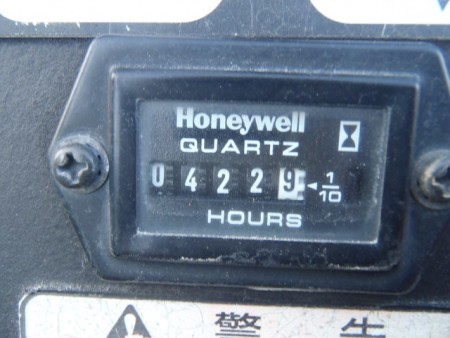 Honeywell
QUARTZ
04229 ◄ 1/10
HOURS
警告